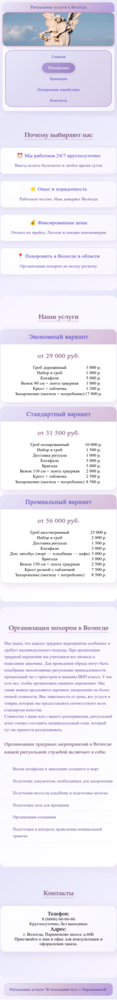 Ритуальные услуги в Вологде
Главная
Похороны
Кремация
Похоронная атрибутика
Контакты
Почему выбирают нас
⏰ Мы работаем 24/7 круглосуточно
Выезд агента бесплатно в любое время суток
⭐ Опыт и порядочность
Работаем честно. Нам доверяет Вологда
💰 Фиксированные цены
Оплата по прайсу. Льготы и скидки пенсионерам
📍 Похоронить в Вологде и области
Организация похорон по всему региону
Наши услуги
Экономный вариант
от 29 000 руб.
Гроб деревянный 3 000 р.
Набор в гроб 1 000 р.
Катафалк 5 000 р.
Венок 90 см + лента траурная 1 000 р.
Крест + табличка 1 200 р.
Захоронение (могила + погребение) 17 800 р.
Стандартный вариант
от 31 500 руб.
Гроб полированный 10 000 р.
Набор в гроб 1 500 р.
Доставка ритуала 1 000 р.
Катафалк 3 000 р.
Бригада 3 000 р.
Венок 110 см + лента траурная 2 000 р.
Крест + табличка 2 500 р.
Захоронение (могила + погребение) 8 500 р.
Премиальный вариант
от 56 000 руб.
Гроб шестигранный 25 000 р.
Набор в гроб 2 000 р.
Доставка ритуала 1 500 р.
Катафалк 3 000 р.
Доп. автобус (морг — кладбище — кафе) 3 000 р.
Бригада 3 000 р.
Венок 150 см + лента траурная 2 500 р.
Крест резной с табличкой 7 500 р.
Захоронение (могила + погребение) 8 500 р.
Организация похорон в Вологде
Мы знаем, что каждое траурное мероприятие особенное и
требует индивидуального подхода. При организации
траурной церемонии мы учитываем все нюансы и
пожелания заказчика. Для проведения обряда могут быть
подобраны эксклюзивные ритуальные принадлежности,
прощальный зал с оркестром и машины ВИП класса. У нас
есть все, чтобы организовать пышную церемонию. Мы
также можем предложить скромное захоронение по более
низкой стоимости. Вне зависимости от цены, все услуги и
товары, которые мы предоставляем соответствуют всем
стандартам качества.
Совместно с вами или с вашего распоряжения, ритуальный
агент сможет составить индивидуальный план, который
тут же примется реализовывать.
Организация траурных мероприятий в Вологде
нашей ритуальной службой включает в себя:
Вызов катафалка и эвакуацию усопшего в морг
Получение документов, необходимых для захоронения
Получения места на кладбище и подготовка могилы
Подготовка зала для прощания
Организация отпевания
Подготовка и контроль проведения поминальной
трапезы
Контакты
Телефон:
8 (6666) 66-66-66
Круглосуточно, без выходных
Адрес:
г. Вологда, Парамоново шоссе д.66Б
Приезжайте к нам в офис для консультации и
оформления заказа.
Ритуальные услуги "В последний путь с Парамонькой"